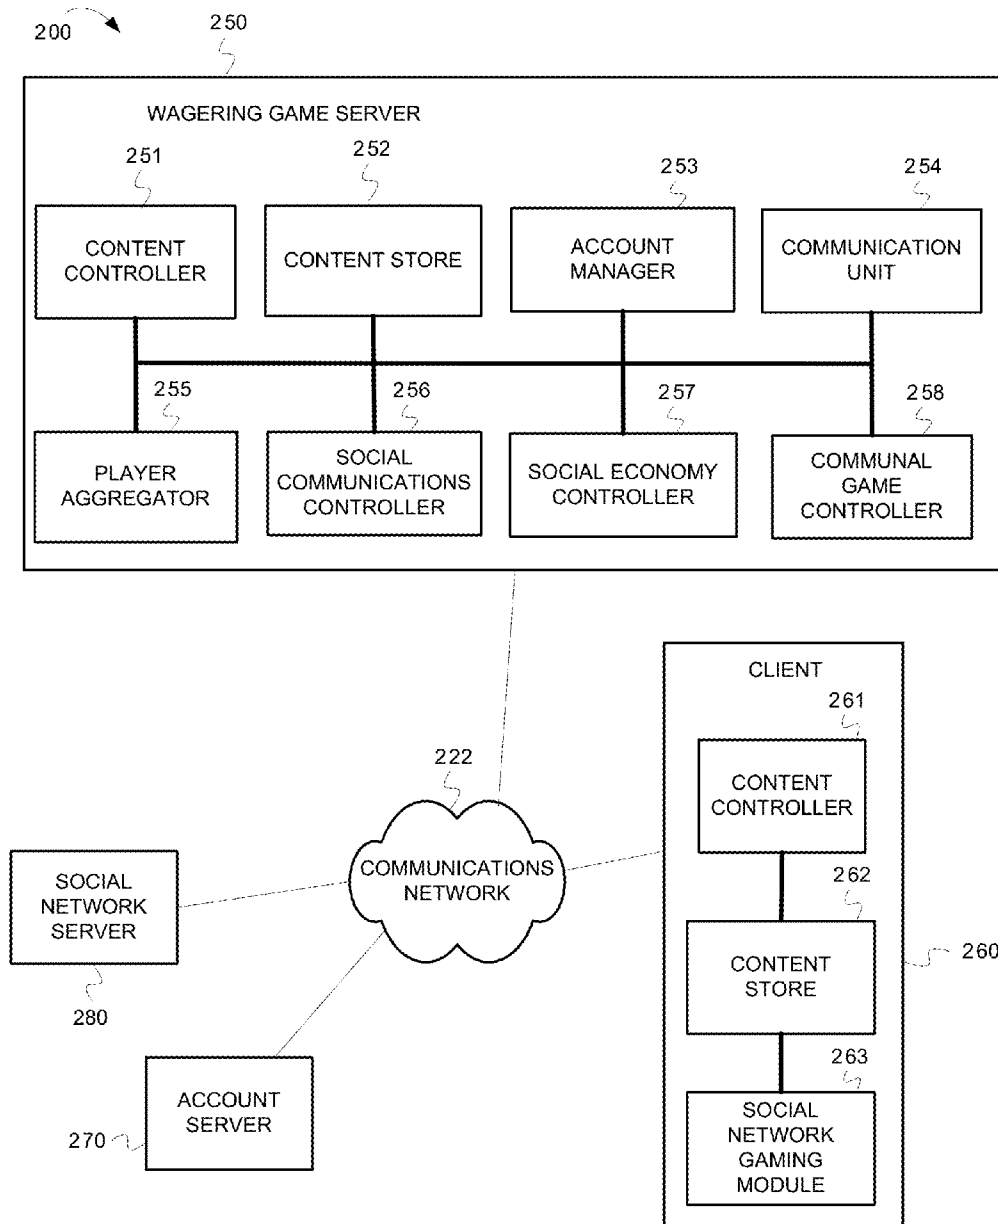 200
250
WAGERING GAME SERVER
251
252
253
254
CONTENT
CONTROLLER
CONTENT STORE
ACCOUNT
MANAGER
COMMUNICATION
UNIT
255
256
257
258
PLAYER
AGGREGATOR
SOCIAL
COMMUNICATIONS
CONTROLLER
SOCIAL ECONOMY
CONTROLLER
COMMUNAL
GAME
CONTROLLER
CLIENT
261
CONTENT
CONTROLLER
222
COMMUNICATIONS
NETWORK
SOCIAL
NETWORK
SERVER
280
262
CONTENT
STORE
260
ACCOUNT
SERVER
270
263
SOCIAL
NETWORK
GAMING
MODULE